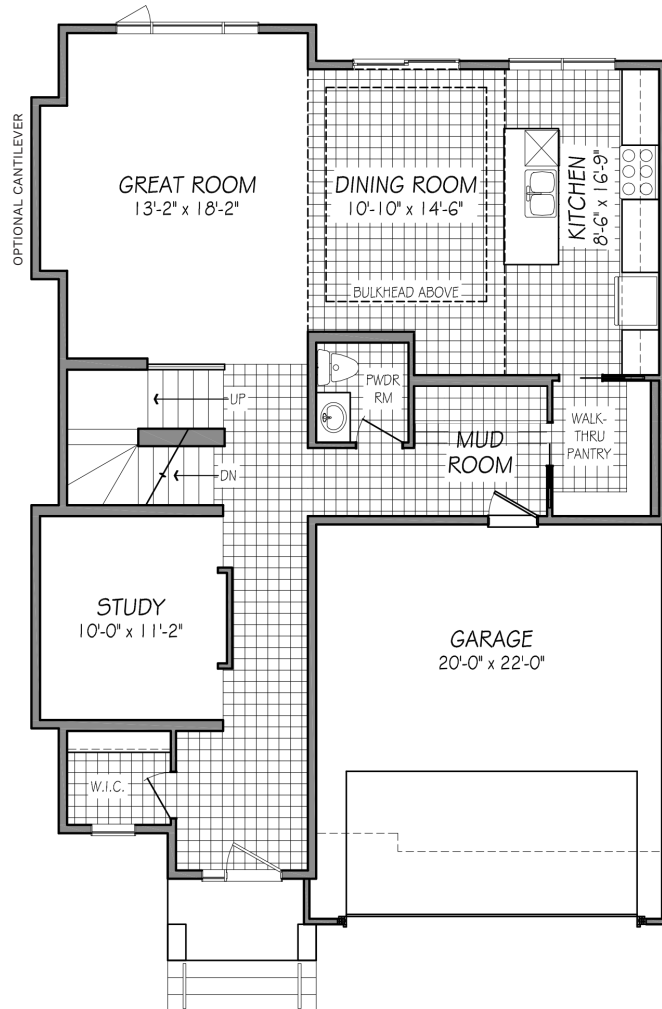 OPTIONAL CANTILEVER
GREAT ROOM
13'-2" x 18'-2"
DINING ROOM
10'-10" x 14'-6"
BULKHEAD ABOVE
KITCHEN
8'-6" x 16'-9"
PWDR
RM
UP
MUD
ROOM
WALK-
THRU
PANTRY
DN
STUDY
10'-0" x 11'-2"
GARAGE
20'-0" x 22'-0"
W.I.C.